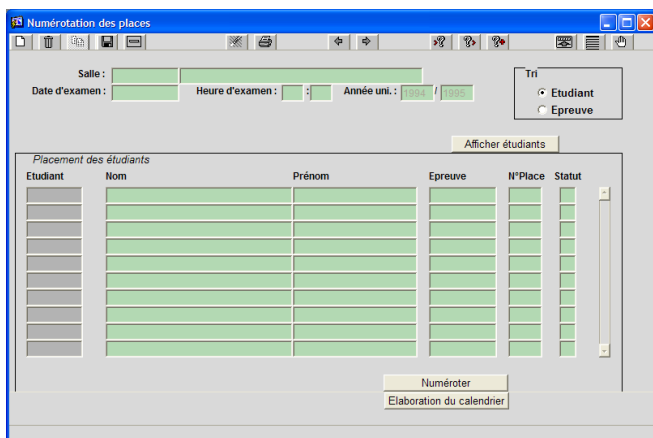 Numérotation des places
Salle :
Date d'examen : Heure d'examen : : Année uni. : 1994 / 1995
Tri
Etudiant
Epreuve
Afficher étudiants
Placement des étudiants
Etudiant Nom Prénom Epreuve N°Place Statut
Numéroter
Elaboration du calendrier